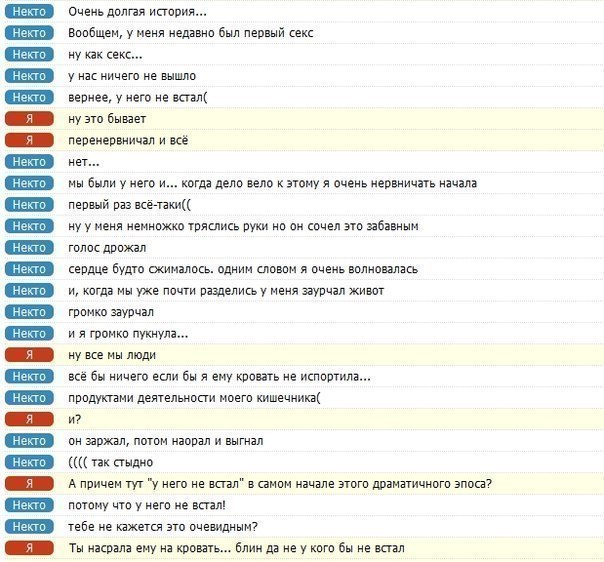 Некто Очень долгая история...
Некто Вообщем, у меня недавно был первый секс
Некто ну как секс...
Некто у нас ничего не вышло
Некто вернее, у него не встал(
Я ну это бывает
Я перенервничал и всё
Некто нет...
Некто мы были у него и... когда дело вело к этому я очень нервничать начала
Некто первый раз всё-таки((
Некто ну у меня немножко тряслись руки но он сочел это забавным
Некто голос дрожал
Некто сердце будто сжималось. одним словом я очень волновалась
Некто и, когда мы уже почти разделись у меня заурчал живот
Некто громко заурчал
Некто и я громко пукнула...
Я ну все мы люди
Некто всё бы ничего если бы я ему кровать не испортила...
Некто продуктами деятельности моего кишечника(
Я и?
Некто он заржал, потом наорал и выгнал
Некто (((( так стыдно
Я А причем тут "у него не встал" в самом начале этого драматичного эпоса?
Некто потому что у него не встал!
Некто тебе не кажется это очевидным?
Я Ты насрала ему на кровать... блин да не у кого бы не встал